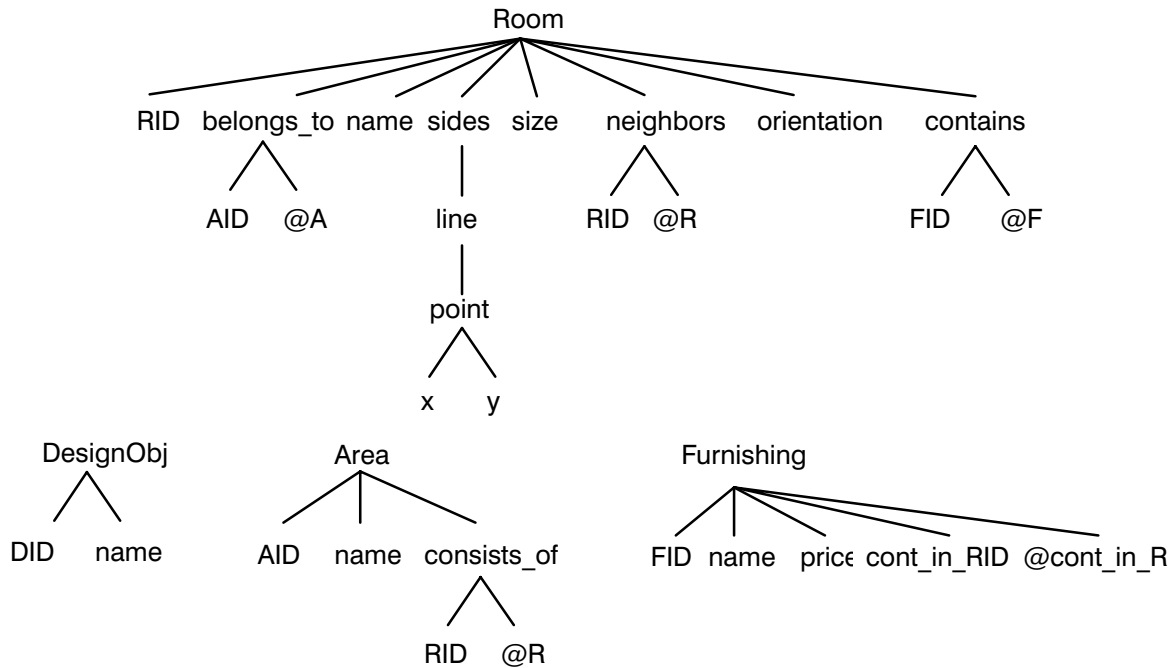 Room
RID belongs_to name sides size neighbors orientation contains
AID @A line RID @R FID @F
point
x y
DesignObj Area Furnishing
DID name AID name consists_of FID name price cont_in_RID @cont_in_R
RID @R